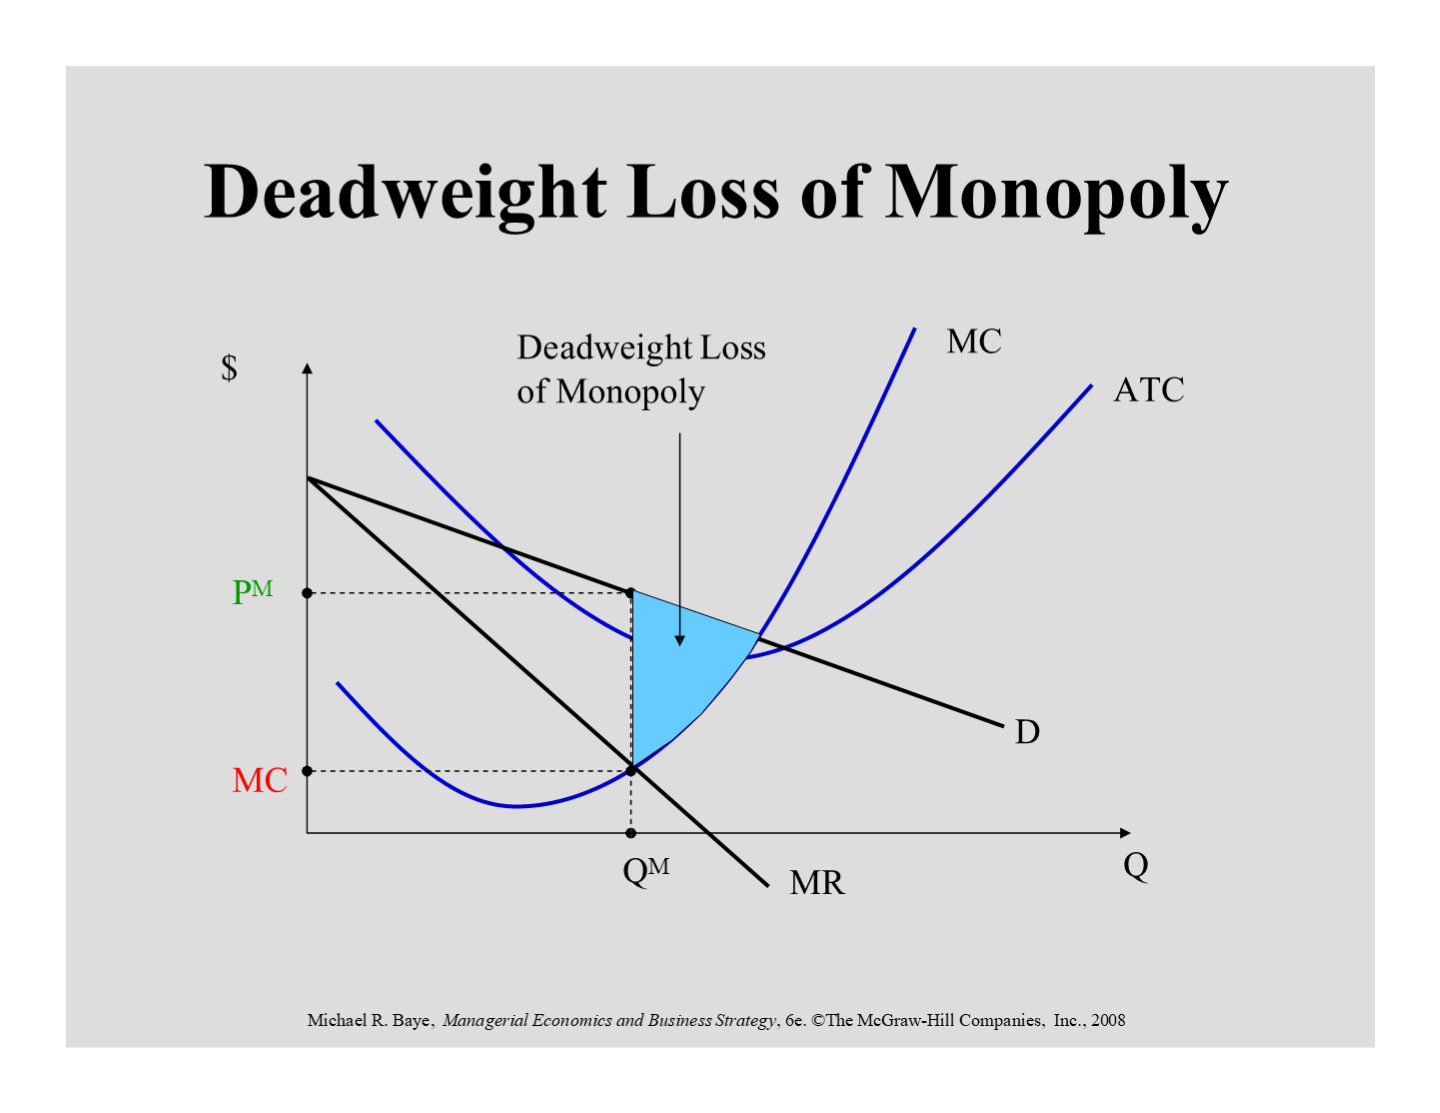 Deadweight Loss of Monopoly
Deadweight Loss
of Monopoly
$
MC
ATC
PM
D
MC
QM
MR
Q
Michael R. Baye, Managerial Economics and Business Strategy, 6e. ©The McGraw-Hill Companies, Inc., 2008